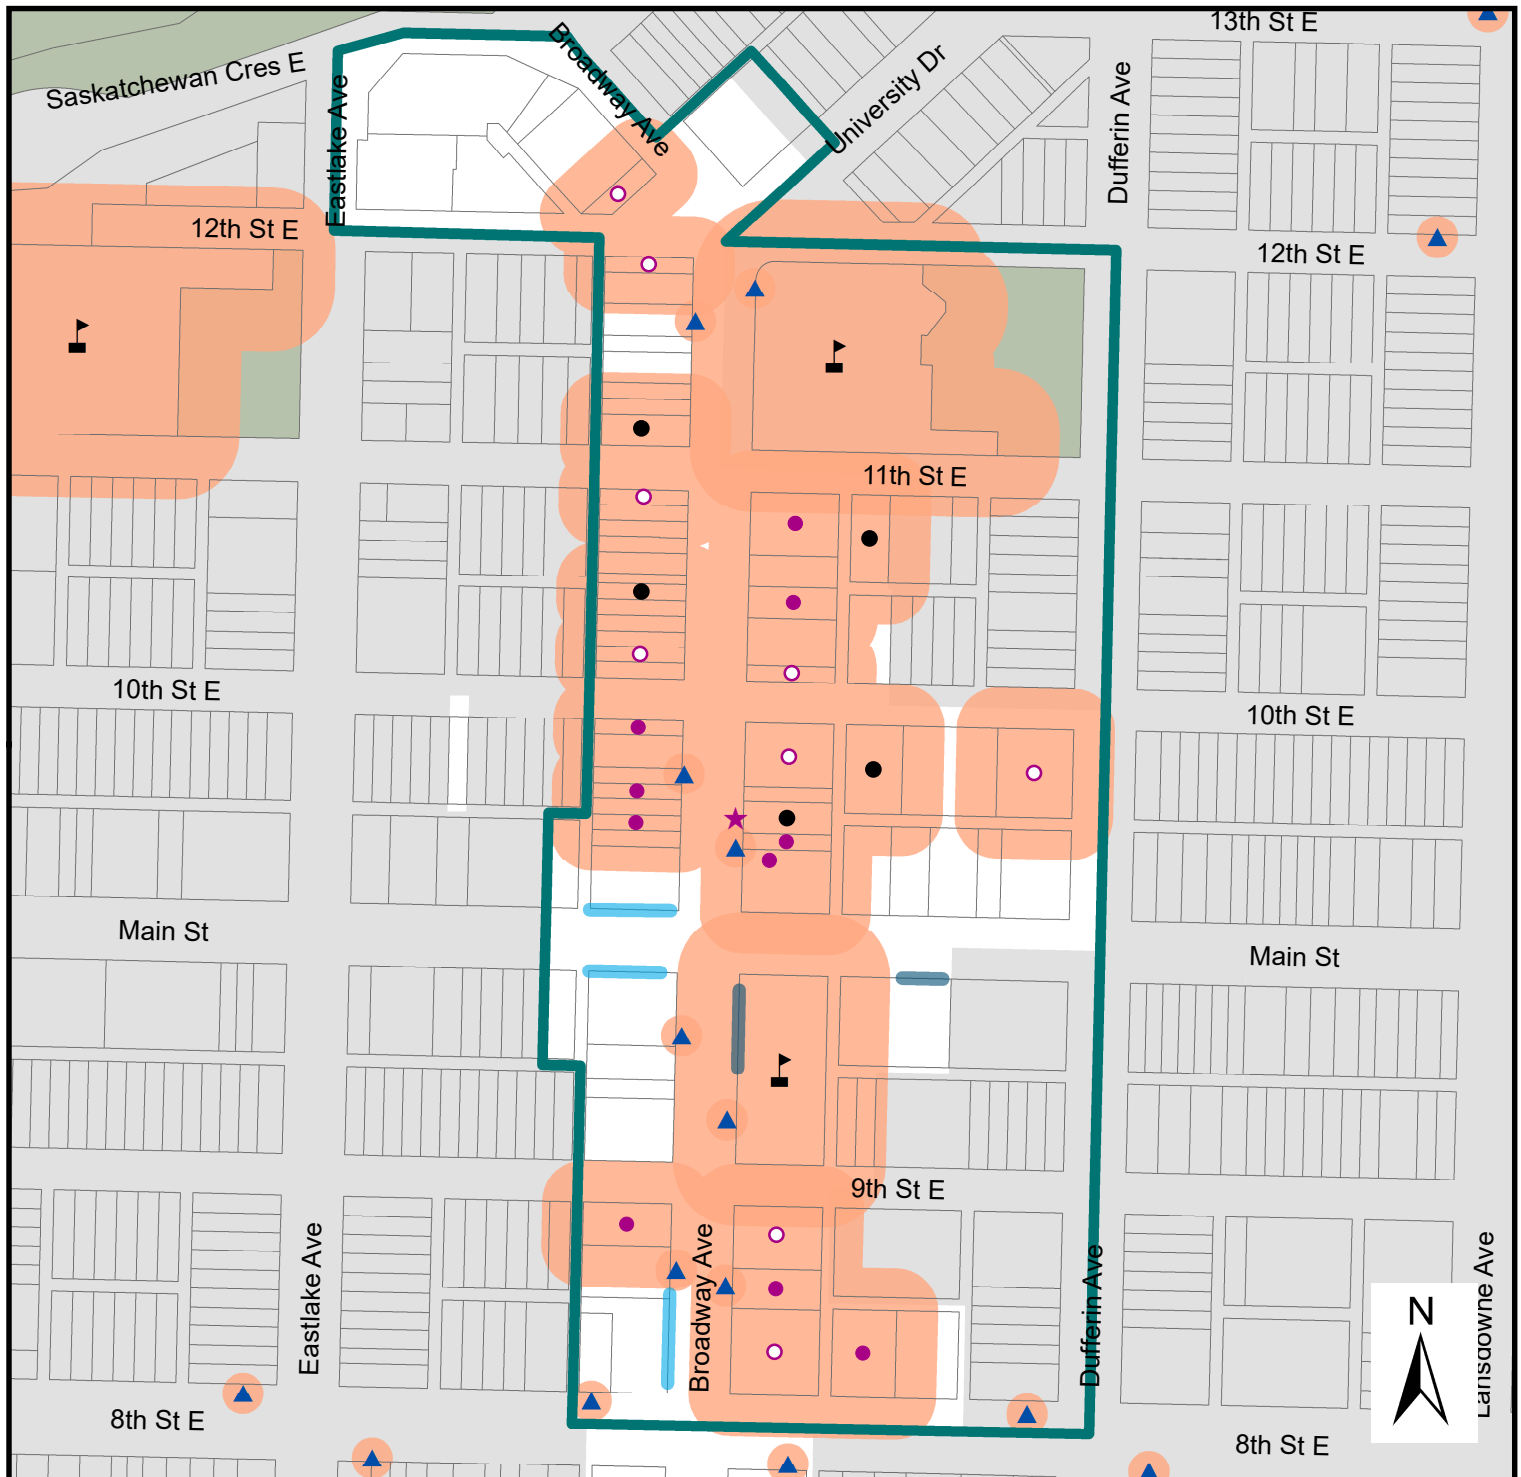 13th St E
Saskatchewan Cres E
Broadway Ave
University Dr
Eastlake Ave
Dufferin Ave
12th St E
12th St E
11th St E
10th St E
10th St E
Main St
Main St
9th St E
Eastlake Ave
Broadway Ave
Dufferin Ave
Lansdowne Ave
N
8th St E
8th St E